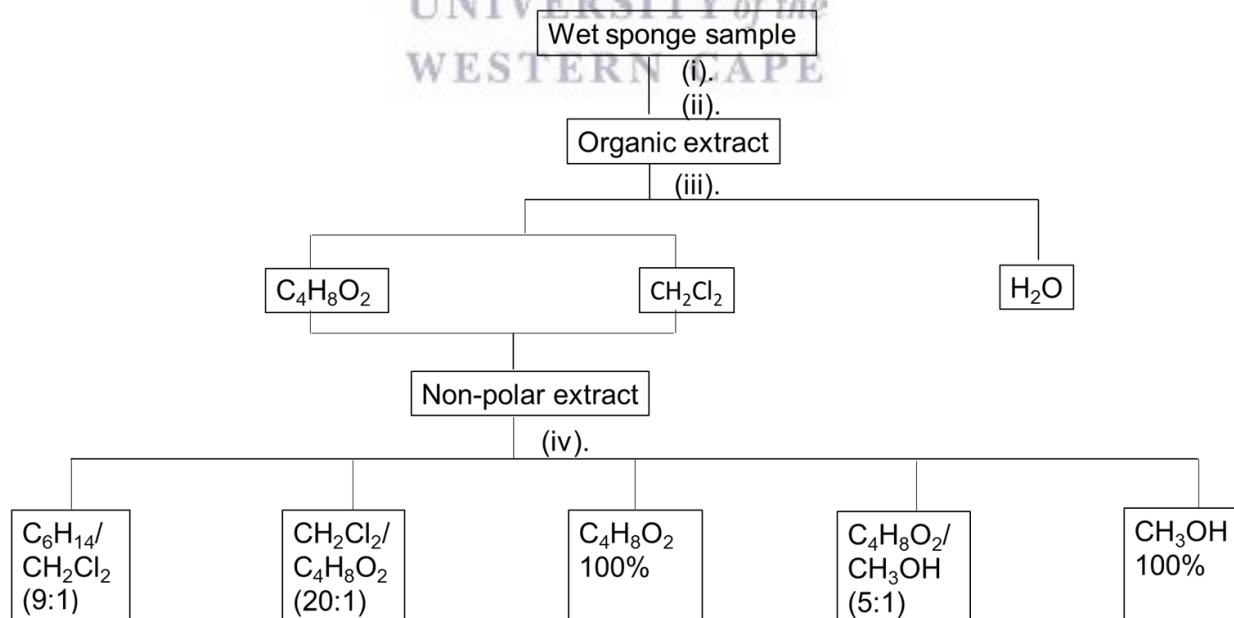 UNIVERSITY of the
WESTERN CAPE
Wet sponge sample
(i).
(ii).
Organic extract
(iii).
C₄H₈O₂
CH₂Cl₂
H₂O
Non-polar extract
(iv).
C₆H₁₄/
CH₂Cl₂
(9:1)
CH₂Cl₂/
C₄H₈O₂
(20:1)
C₄H₈O₂
100%
C₄H₈O₂/
CH₃OH
(5:1)
CH₃OH
100%